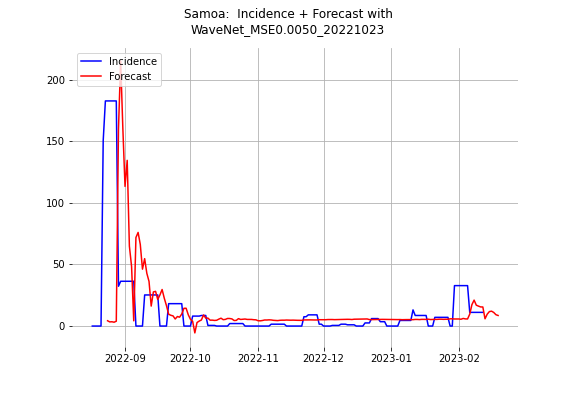 Samoa:  Incidence + Forecast with
WaveNet_MSE0.0050_20221023
Incidence
Forecast
200
150
100
50
0
2022-09
2022-10
2022-11
2022-12
2023-01
2023-02